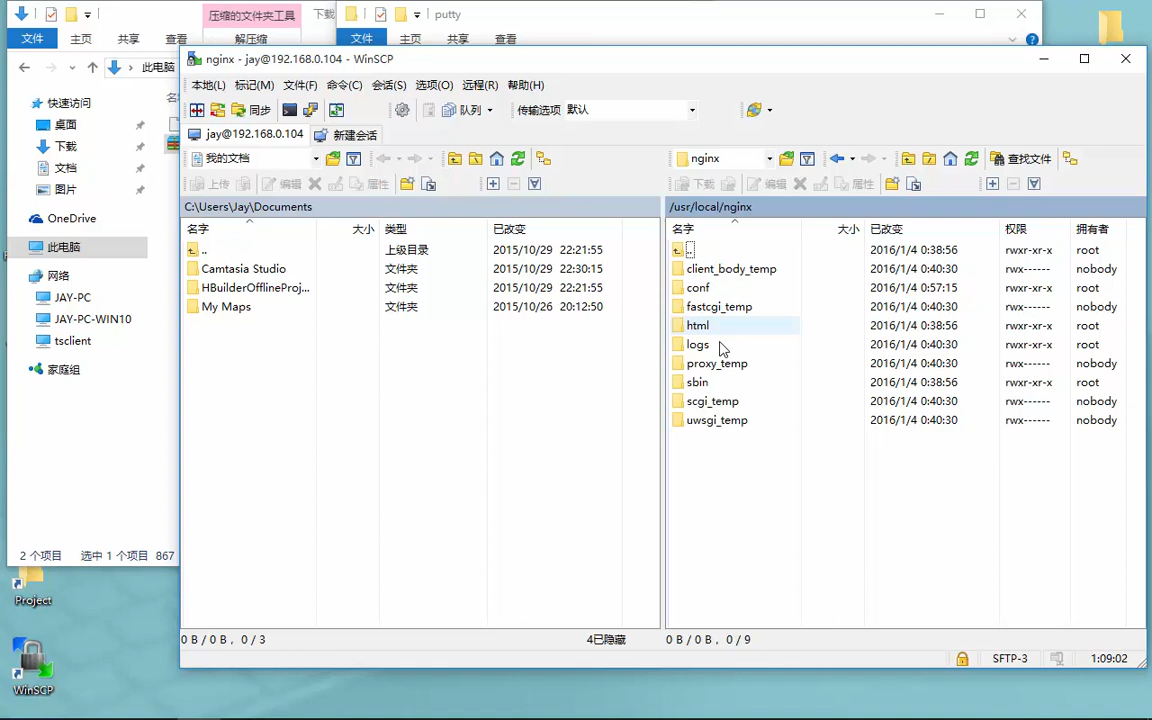 压缩的文件夹工具
下载
putty
文件 主页 共享 查看 解压缩
文件 主页 共享 查看
此电脑
nginx - jay@192.168.0.104 - WinSCP
本地(L) 标记(M) 文件(F) 命令(C) 会话(S) 选项(O) 远程(R) 帮助(H)
同步 队列 传输选项 默认
jay@192.168.0.104 新建会话
我的文档 nginx 查找文件
上传 编辑 属性 下载 编辑 属性
C:\Users\Jay\Documents
名字 大小 类型 已改变
.. 上级目录 2015/10/29 22:21:55
Camtasia Studio 文件夹 2015/10/29 22:30:15
HBuilderOfflineProj... 文件夹 2015/10/29 22:21:55
My Maps 文件夹 2015/10/26 20:12:50
0 B / 0 B， 0 / 3 4已隐藏
/usr/local/nginx
名字 大小 已改变 权限 拥有者
.. 2016/1/4 0:38:56 rwxr-xr-x root
client_body_temp 2016/1/4 0:40:30 rwx------ nobody
conf 2016/1/4 0:57:15 rwxr-xr-x root
fastcgi_temp 2016/1/4 0:40:30 rwx------ nobody
html 2016/1/4 0:38:56 rwxr-xr-x root
logs 2016/1/4 0:40:30 rwxr-xr-x root
proxy_temp 2016/1/4 0:40:30 rwx------ nobody
sbin 2016/1/4 0:38:56 rwxr-xr-x root
scgi_temp 2016/1/4 0:40:30 rwx------ nobody
uwsgi_temp 2016/1/4 0:40:30 rwx------ nobody
0 B / 0 B， 0 / 9
SFTP-3 1:09:02
快速访问
桌面
下载
文档
图片
OneDrive
此电脑
网络
JAY-PC
JAY-PC-WIN10
tsclient
家庭组
2 个项目 选中 1 个项目 867
Project
WinSCP